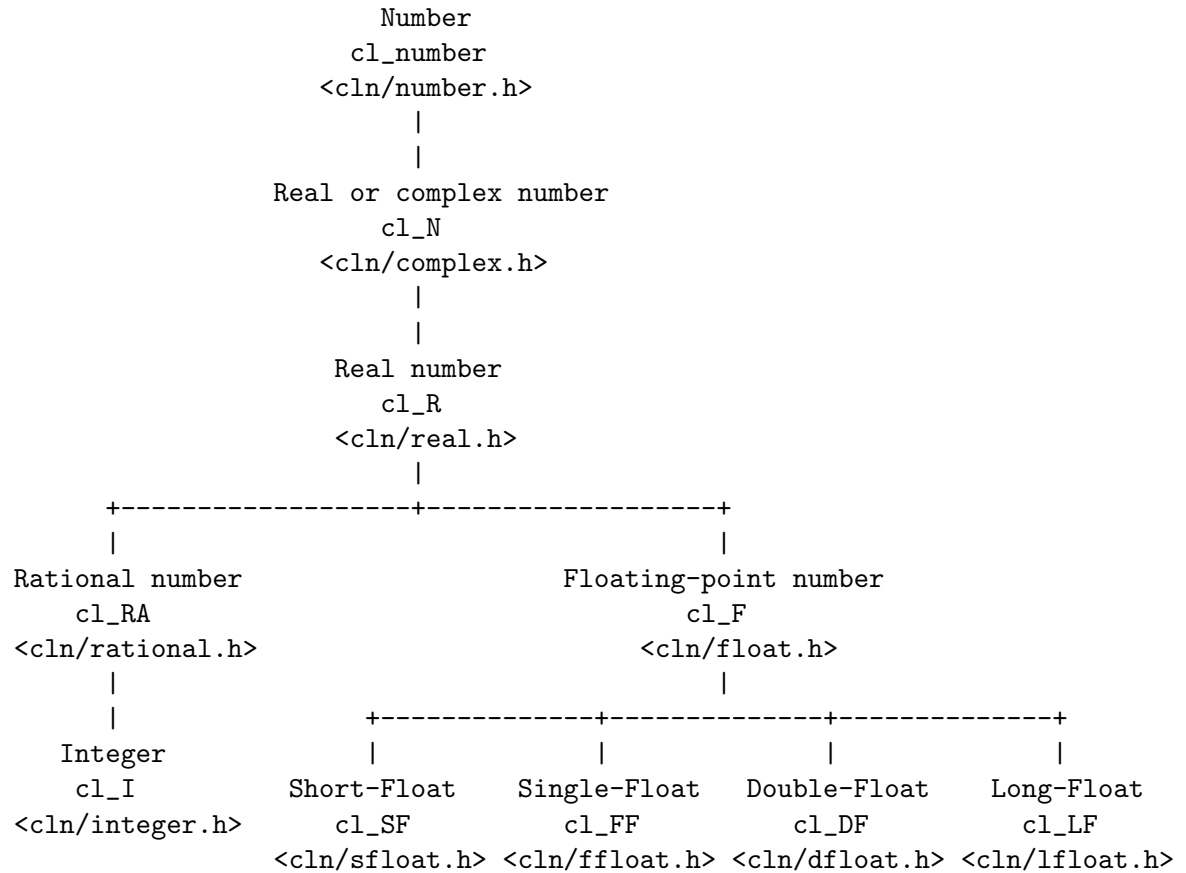 Number
cl_number
<cln/number.h>
|
|
Real or complex number
cl_N
<cln/complex.h>
|
|
Real number
cl_R
<cln/real.h>
|
+-------------------+-------------------+
| |
Rational number Floating-point number
cl_RA cl_F
<cln/rational.h> <cln/float.h>
| |
| +--------------+--------------+--------------+
Integer | | | |
cl_I Short-Float Single-Float Double-Float Long-Float
<cln/integer.h> cl_SF cl_FF cl_DF cl_LF
<cln/sfloat.h> <cln/ffloat.h> <cln/dfloat.h> <cln/lfloat.h>